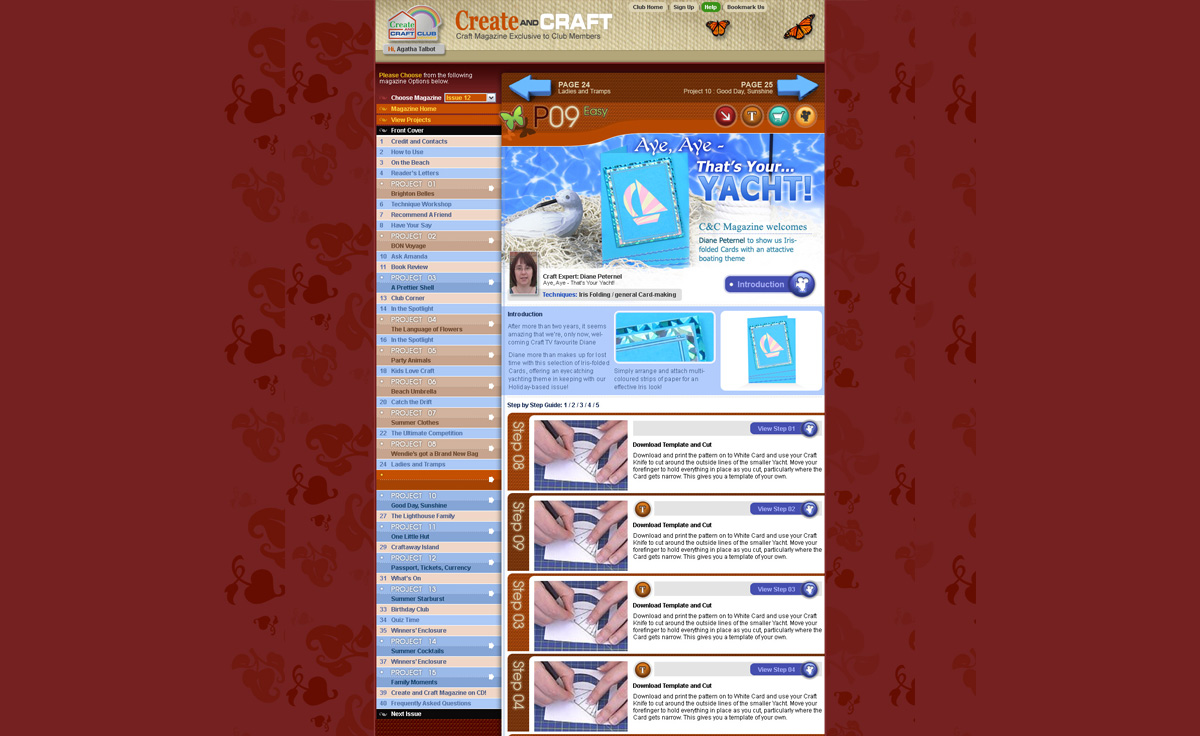 Club Home | Sign Up | Help | Bookmark Us
Create AND CRAFT CLUB
Create AND CRAFT
Craft Magazine Exclusive to Club Members
Hi, Agatha Talbot
Please Choose from the following
magazine Options below.
Choose Magazine Issue 12
Magazine Home
View Projects
Front Cover
1 Credit and Contacts
2 How to Use
3 On the Beach
4 Reader's Letters
PROJECT 01
Brighton Belles
6 Technique Workshop
7 Recommend A Friend
8 Have Your Say
PROJECT 02
BON Voyage
10 Ask Amanda
11 Book Review
PROJECT 03
A Prettier Shell
13 Club Corner
14 In the Spotlight
PROJECT 04
The Language of Flowers
16 In the Spotlight
PROJECT 05
Party Animals
18 Kids Love Craft
PROJECT 06
Beach Umbrella
20 Catch the Drift
PROJECT 07
Summer Clothes
22 The Ultimate Competition
PROJECT 08
Wendie's got a Brand New Bag
24 Ladies and Tramps
PROJECT 10
Good Day, Sunshine
27 The Lighthouse Family
PROJECT 11
One Little Hut
29 Craftaway Island
PROJECT 12
Passport, Tickets, Currency
31 What's On
PROJECT 13
Summer Starburst
33 Birthday Club
34 Quiz Time
35 Winners' Enclosure
PROJECT 14
Summer Cocktails
37 Winners' Enclosure
PROJECT 15
Family Moments
39 Create and Craft Magazine on CD!
40 Frequently Asked Questions
Next Issue
PAGE 24
Ladies and Tramps
PAGE 25
Project 10 : Good Day, Sunshine
P09 Easy
T
Aye, Aye -
That's Your...
YACHT!
C&C Magazine welcomes
Diane Peternel to show us Iris-
folded Cards with an attactive
boating theme
Craft Expert: Diane Peternel
Aye, Aye - That's Your Yacht!
Techniques: Iris Folding / general Card-making
Introduction
Introduction
After more than two years, it seems
amazing that we're, only now, wel-
coming Craft TV favourite Diane
Diane more than makes up for lost
time with this selection of Iris-folded
Cards, offering an eyecatching
yachting theme in keeping with our
Holiday-based issue!
Simply arrange and attach multi-
coloured strips of paper for an
effective Iris look!
Step by Step Guide: 1 / 2 / 3 / 4 / 5
Step 08
View Step 01
Download Template and Cut
Download and print the pattern on to White Card and use your Craft
Knife to cut around the outside lines of the smaller Yacht. Move your
forefinger to hold everything in place as you cut, particularly where the
Card gets narrow. This gives you a template of your own.
Step 09
T
View Step 02
Download Template and Cut
Download and print the pattern on to White Card and use your Craft
Knife to cut around the outside lines of the smaller Yacht. Move your
forefinger to hold everything in place as you cut, particularly where the
Card gets narrow. This gives you a template of your own.
Step 03
T
View Step 03
Download Template and Cut
Download and print the pattern on to White Card and use your Craft
Knife to cut around the outside lines of the smaller Yacht. Move your
forefinger to hold everything in place as you cut, particularly where the
Card gets narrow. This gives you a template of your own.
Step 04
T
View Step 04
Download Template and Cut
Download and print the pattern on to White Card and use your Craft
Knife to cut around the outside lines of the smaller Yacht. Move your
forefinger to hold everything in place as you cut, particularly where the
Card gets narrow. This gives you a template of your own.